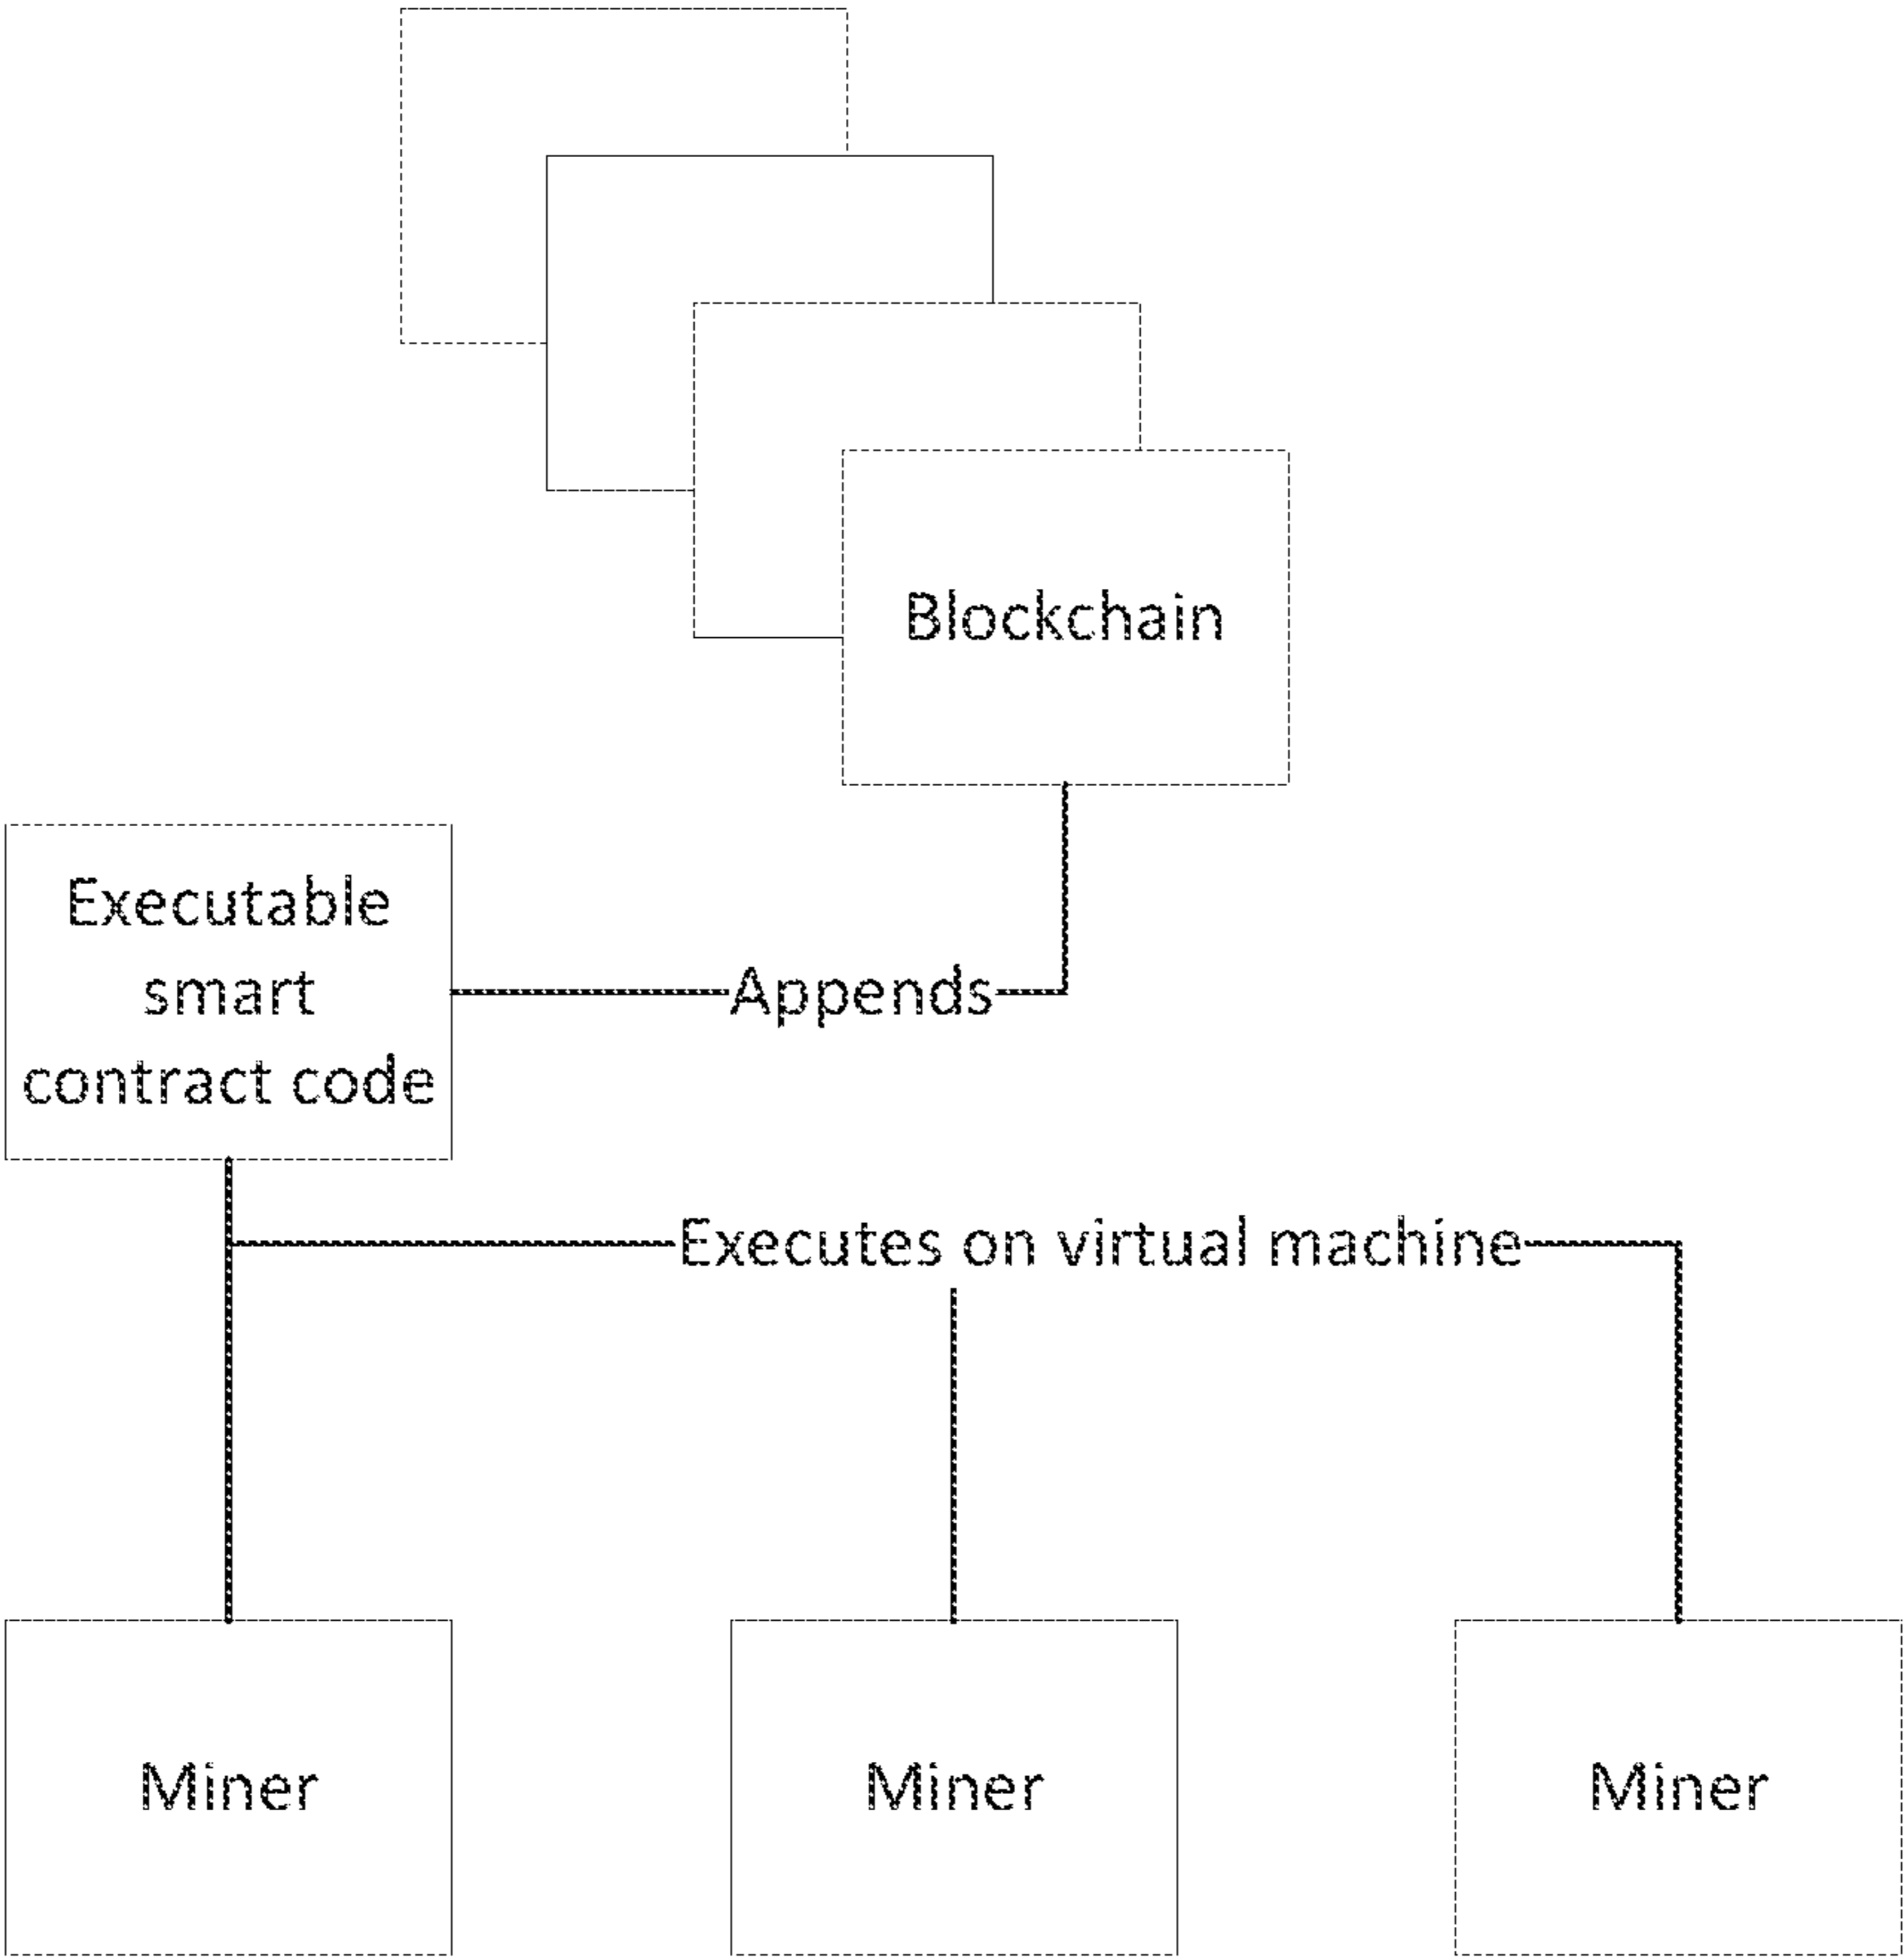 Blockchain
Executable
smart
contract code
Appends
Executes on virtual machine
Miner
Miner
Miner